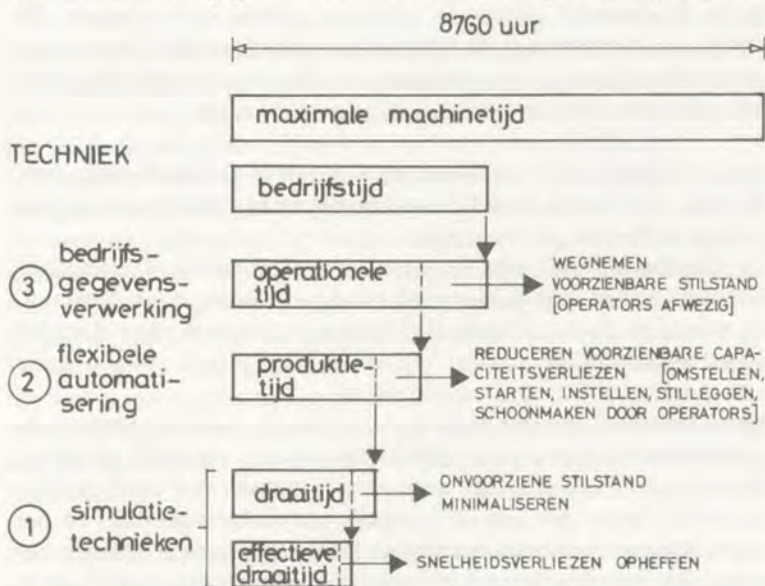 8760 uur
maximale machinetijd
TECHNIEK
bedrijfstijd
3 bedrijfs-
gegevens-
verwerking
operationele
tijd
WEGNEMEN
VOORZIENBARE STILSTAND
[OPERATORS AFWEZIG]
2 flexibele
automati-
sering
produktie-
tijd
REDUCEREN VOORZIENBARE CAPA-
CITEITSVERLIEZEN [OMSTELLEN,
STARTEN, INSTELLEN, STILLEGGEN,
SCHOONMAKEN DOOR OPERATORS]
1 simulatie-
technieken
draaitijd
ONVOORZIENE STILSTAND
MINIMALISEREN
effectieve
draaitijd
SNELHEIDSVERLIEZEN OPHEFFEN